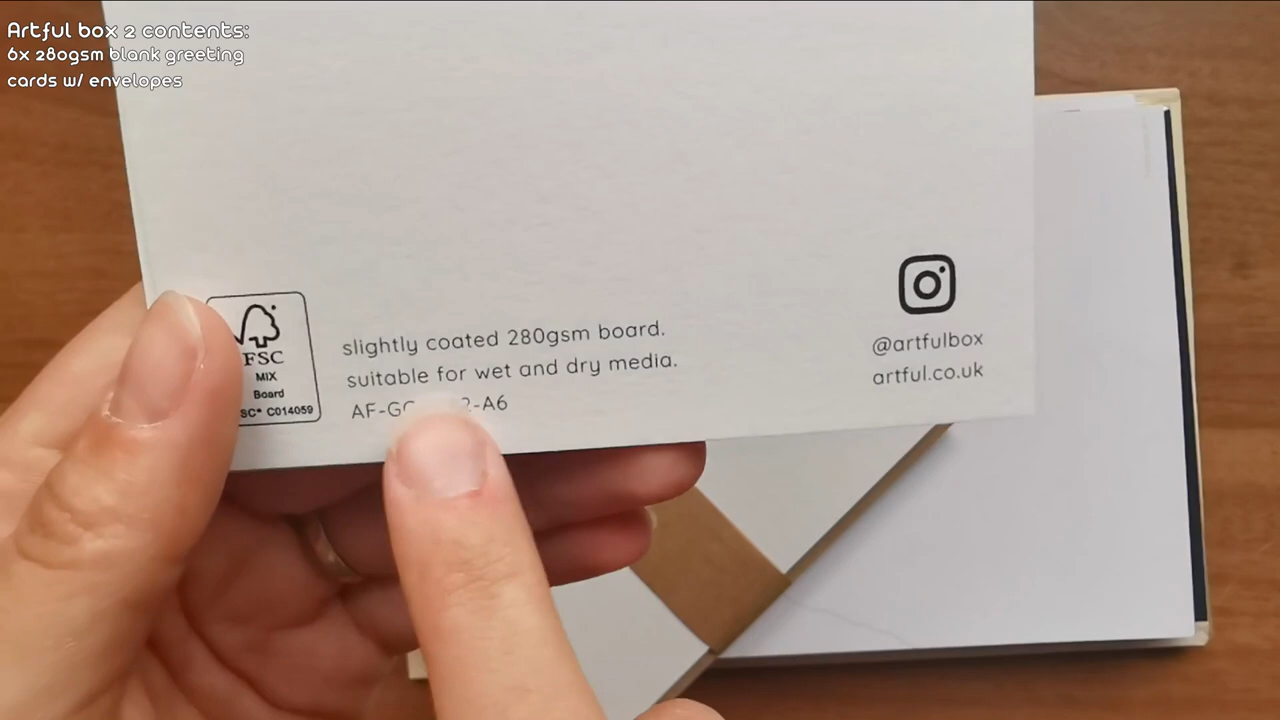 Artful box 2 contents:
6x 280gsm blank greeting
cards w/ envelopes
FSC
MIX
Board
C014059
slightly coated 280gsm board.
suitable for wet and dry media.
@artfulbox
artful.co.uk